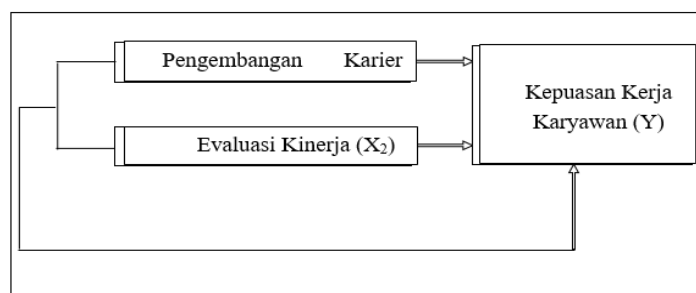 Pengembangan Karier
Evaluasi Kinerja (X₂)
Kepuasan Kerja
Karyawan (Y)